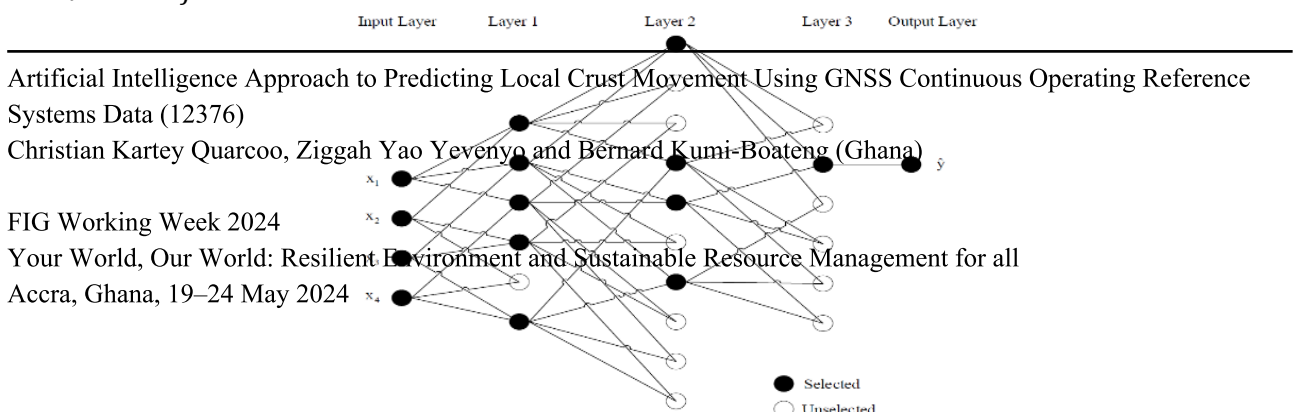 Input Layer Layer 1 Layer 2 Layer 3 Output Layer
Artificial Intelligence Approach to Predicting Local Crust Movement Using GNSS Continuous Operating Reference
Systems Data (12376)
Christian Kartey Quarcoo, Ziggah Yao Yevenyo and Bernard Kumi-Boateng (Ghana)
x₁
ŷ
x₂
FIG Working Week 2024
Your World, Our World: Resilient Environment and Sustainable Resource Management for all
Accra, Ghana, 19–24 May 2024
x₄
Selected
Unselected